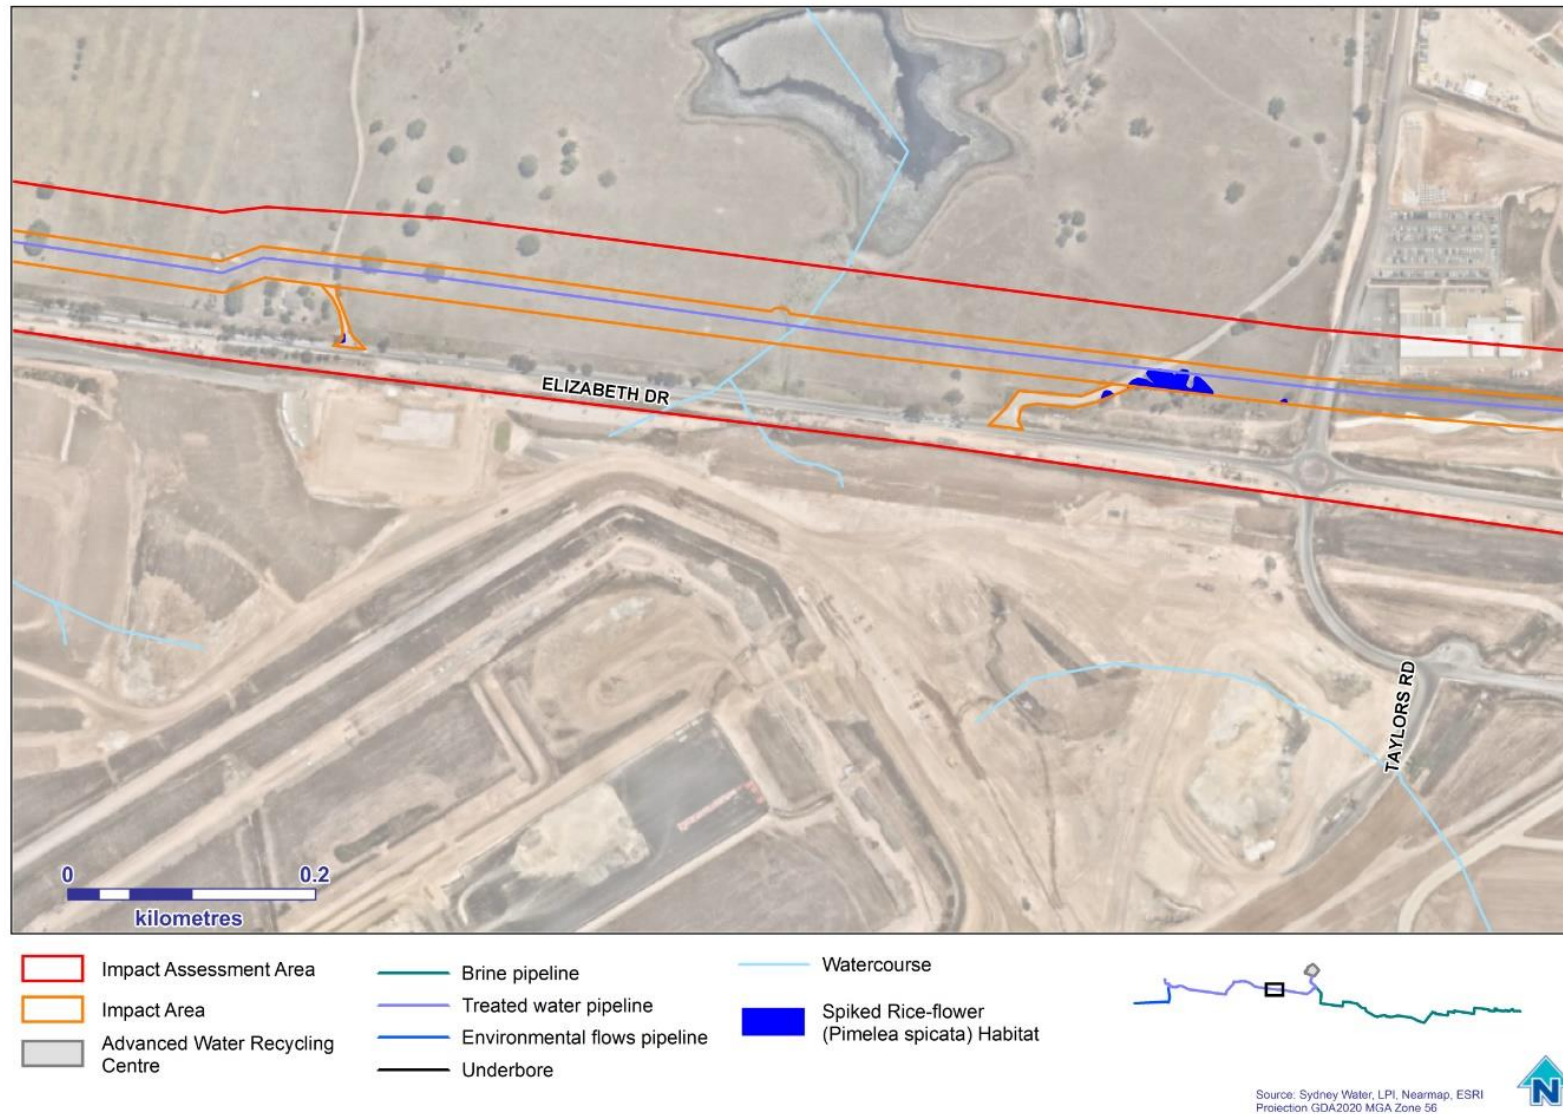 ELIZABETH DR
TAYLORS RD
0 0.2
kilometres
Impact Assessment Area
Impact Area
Advanced Water Recycling
Centre
Brine pipeline
Treated water pipeline
Environmental flows pipeline
Underbore
Watercourse
Spiked Rice-flower
(Pimelea spicata) Habitat
N
Source: Sydney Water, LPI, Nearmap, ESRI
Projection GDA2020 MGA Zone 56